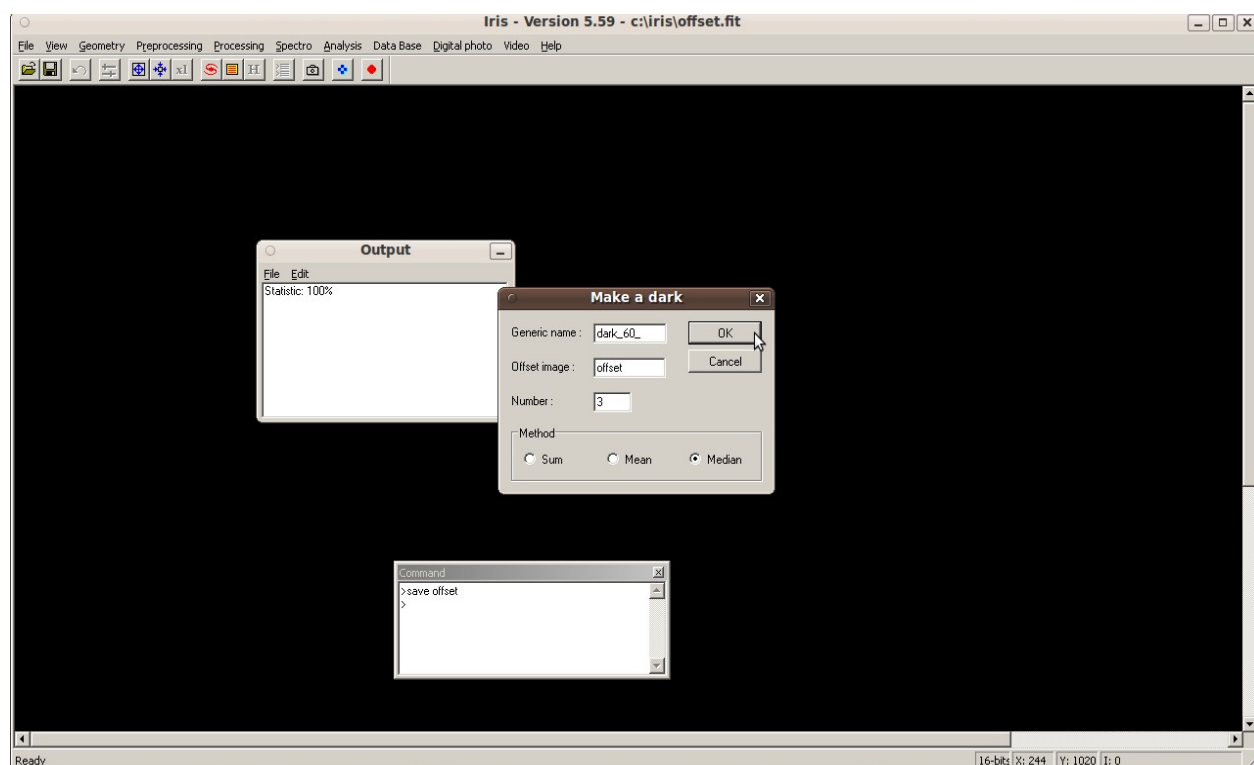 Iris - Version 5.59 - c:\iris\offset.fit
File View Geometry Preprocessing Processing Spectro Analysis Data Base Digital photo Video Help
x1 S H
Output
File Edit
Statistic: 100%
Make a dark
Generic name : dark_60_ OK
Offset image : offset Cancel
Number : 3
Method
Sum Mean Median
Command
>save offset
>
Ready 16-bits X: 244 Y: 1020 I: 0